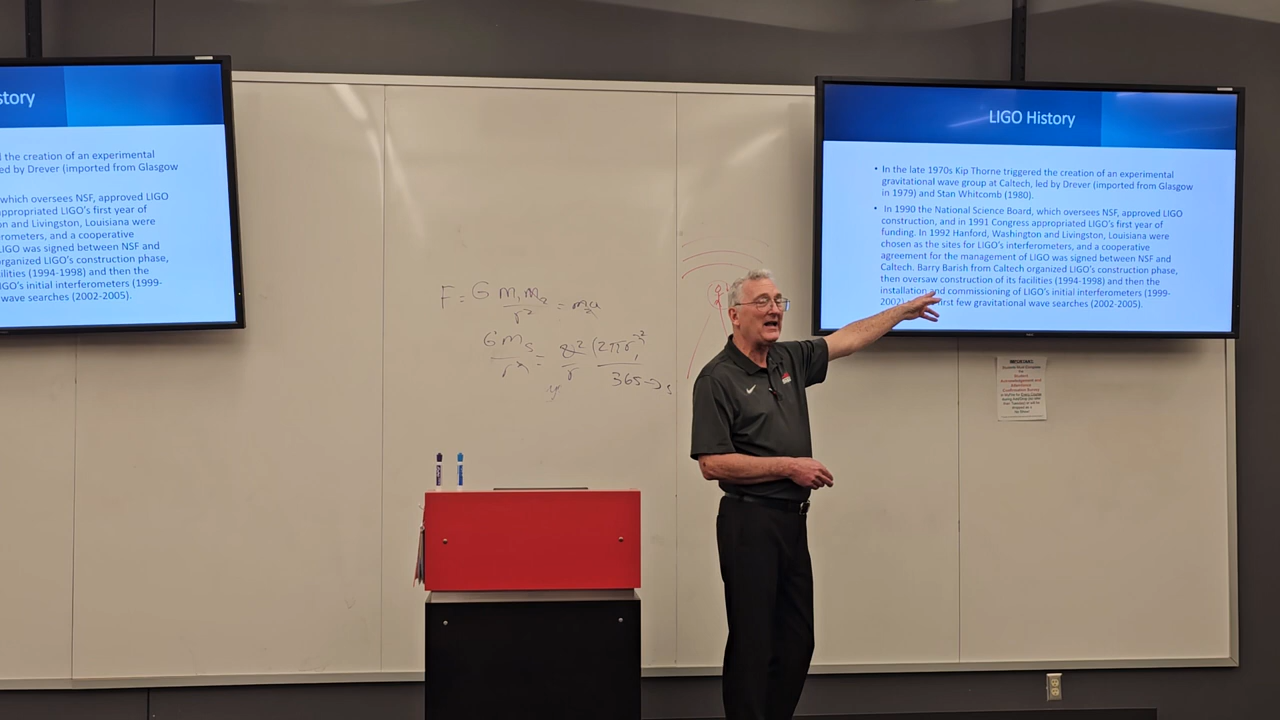 story
l the creation of an experimental
ed by Drever (imported from Glasgow
which oversees NSF, approved LIGO
appropriated LIGO's first year of
on and Livingston, Louisiana were
erometers, and a cooperative
LIGO was signed between NSF and
organized LIGO's construction phase,
ilities (1994-1998) and then the
IGO's initial interferometers (1999-
wave searches (2002-2005).
F = G m₁ m₂ / r² = m a
G m s / r = / r (2πr / 365 → s
LIGO History
• In the late 1970s Kip Thorne triggered the creation of an experimental
gravitational wave group at Caltech, led by Drever (imported from Glasgow
in 1979) and Stan Whitcomb (1980).
• In 1990 the National Science Board, which oversees NSF, approved LIGO
construction, and in 1991 Congress appropriated LIGO's first year of
funding. In 1992 Hanford, Washington and Livingston, Louisiana were
chosen as the sites for LIGO's interferometers, and a cooperative
agreement for the management of LIGO was signed between NSF and
Caltech. Barry Barish from Caltech organized LIGO's construction phase,
then oversaw construction of its facilities (1994-1998) and then the
installation and commissioning of LIGO's initial interferometers (1999-
2002) first few gravitational wave searches (2002-2005).
IMPORTANT: